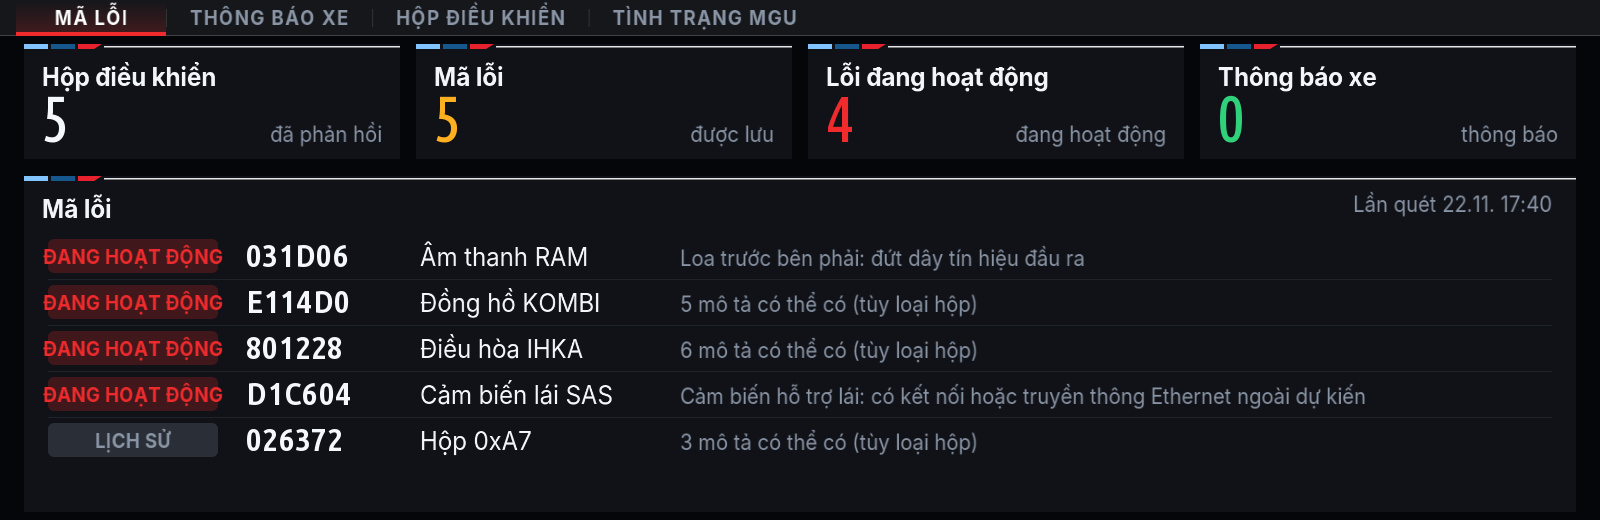 MÃ LỖI
THÔNG BÁO XE
HỘP ĐIỀU KHIỂN
TÌNH TRẠNG MGU
Hộp điều khiển
5
đã phản hồi
Mã lỗi
5
được lưu
Lỗi đang hoạt động
4
đang hoạt động
Thông báo xe
0
thông báo
Mã lỗi
Lần quét 22.11. 17:40
ĐANG HOẠT ĐỘNG 031D06 Âm thanh RAM Loa trước bên phải: đứt dây tín hiệu đầu ra
ĐANG HOẠT ĐỘNG E114D0 Đồng hồ KOMBI 5 mô tả có thể có (tùy loại hộp)
ĐANG HOẠT ĐỘNG 801228 Điều hòa IHKA 6 mô tả có thể có (tùy loại hộp)
ĐANG HOẠT ĐỘNG D1C604 Cảm biến lái SAS Cảm biến hỗ trợ lái: có kết nối hoặc truyền thông Ethernet ngoài dự kiến
LỊCH SỬ 026372 Hộp 0xA7 3 mô tả có thể có (tùy loại hộp)